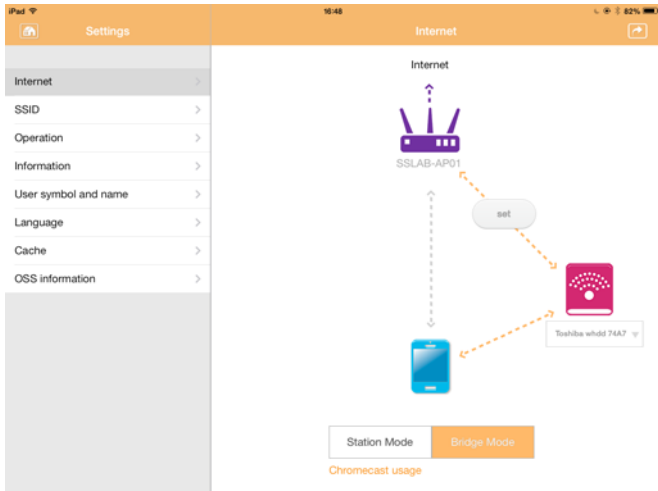 iPad 16:48 82%
Settings
Internet
Internet
SSID
Operation
Information
User symbol and name
Language
Cache
OSS information
Internet
SSLAB-AP01
set
Toshiba whdd 74A7
Station Mode Bridge Mode
Chromecast usage